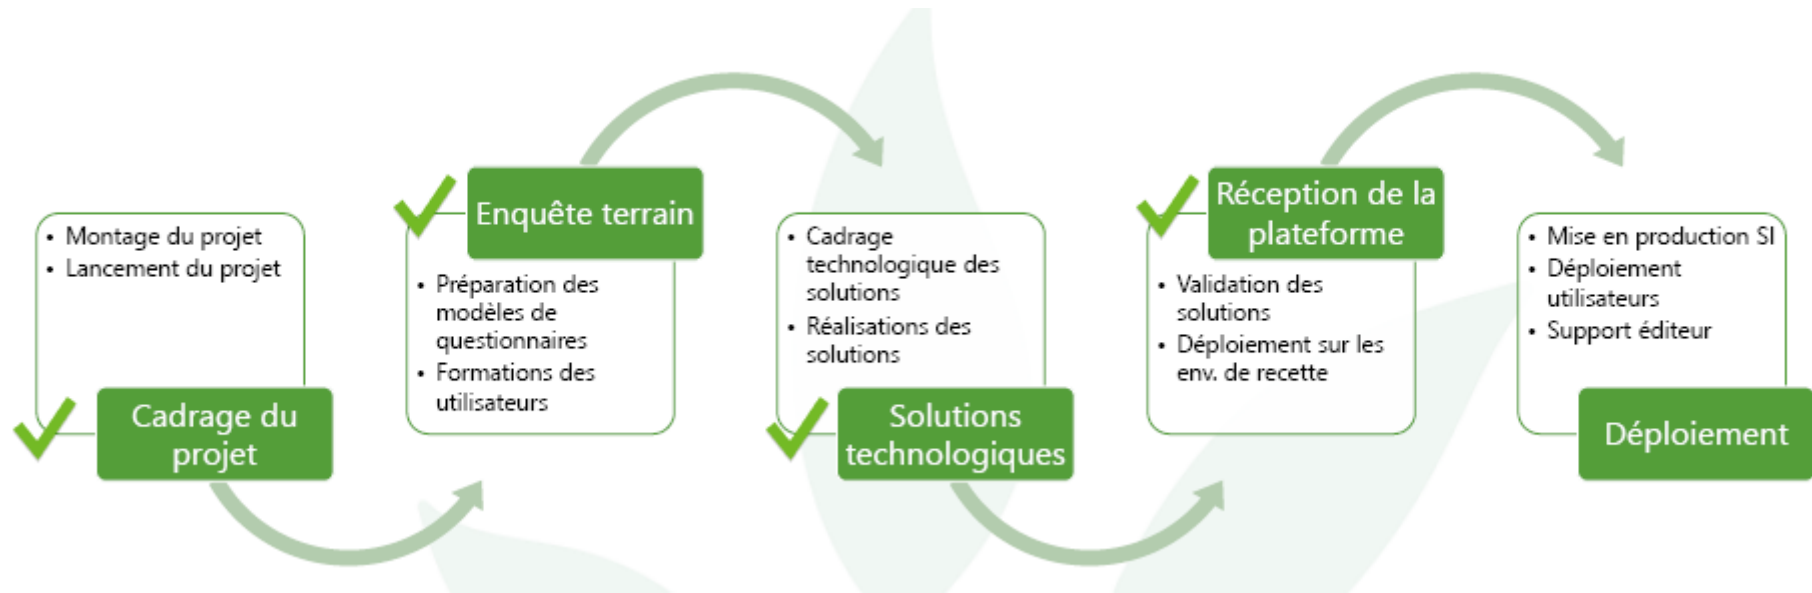 • Montage du projet
• Lancement du projet
Cadrage du
projet
Enquête terrain
• Préparation des
modèles de
questionnaires
• Formations des
utilisateurs
• Cadrage
technologique des
solutions
• Réalisations des
solutions
Solutions
technologiques
Réception de la
plateforme
• Validation des
solutions
• Déploiement sur les
env. de recette
• Mise en production SI
• Déploiement
utilisateurs
• Support éditeur
Déploiement